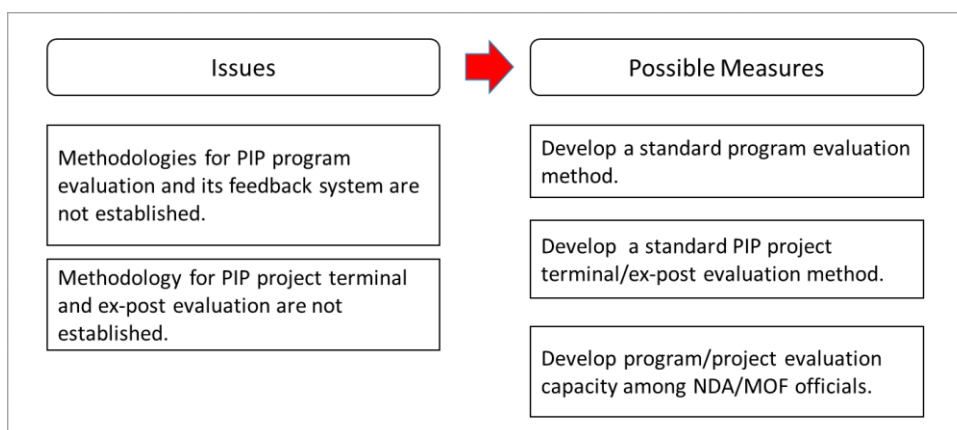 Issues
Methodologies for PIP program
evaluation and its feedback system are
not established.
Methodology for PIP project terminal
and ex-post evaluation are not
established.
Possible Measures
Develop a standard program evaluation
method.
Develop a standard PIP project
terminal/ex-post evaluation method.
Develop program/project evaluation
capacity among NDA/MOF officials.